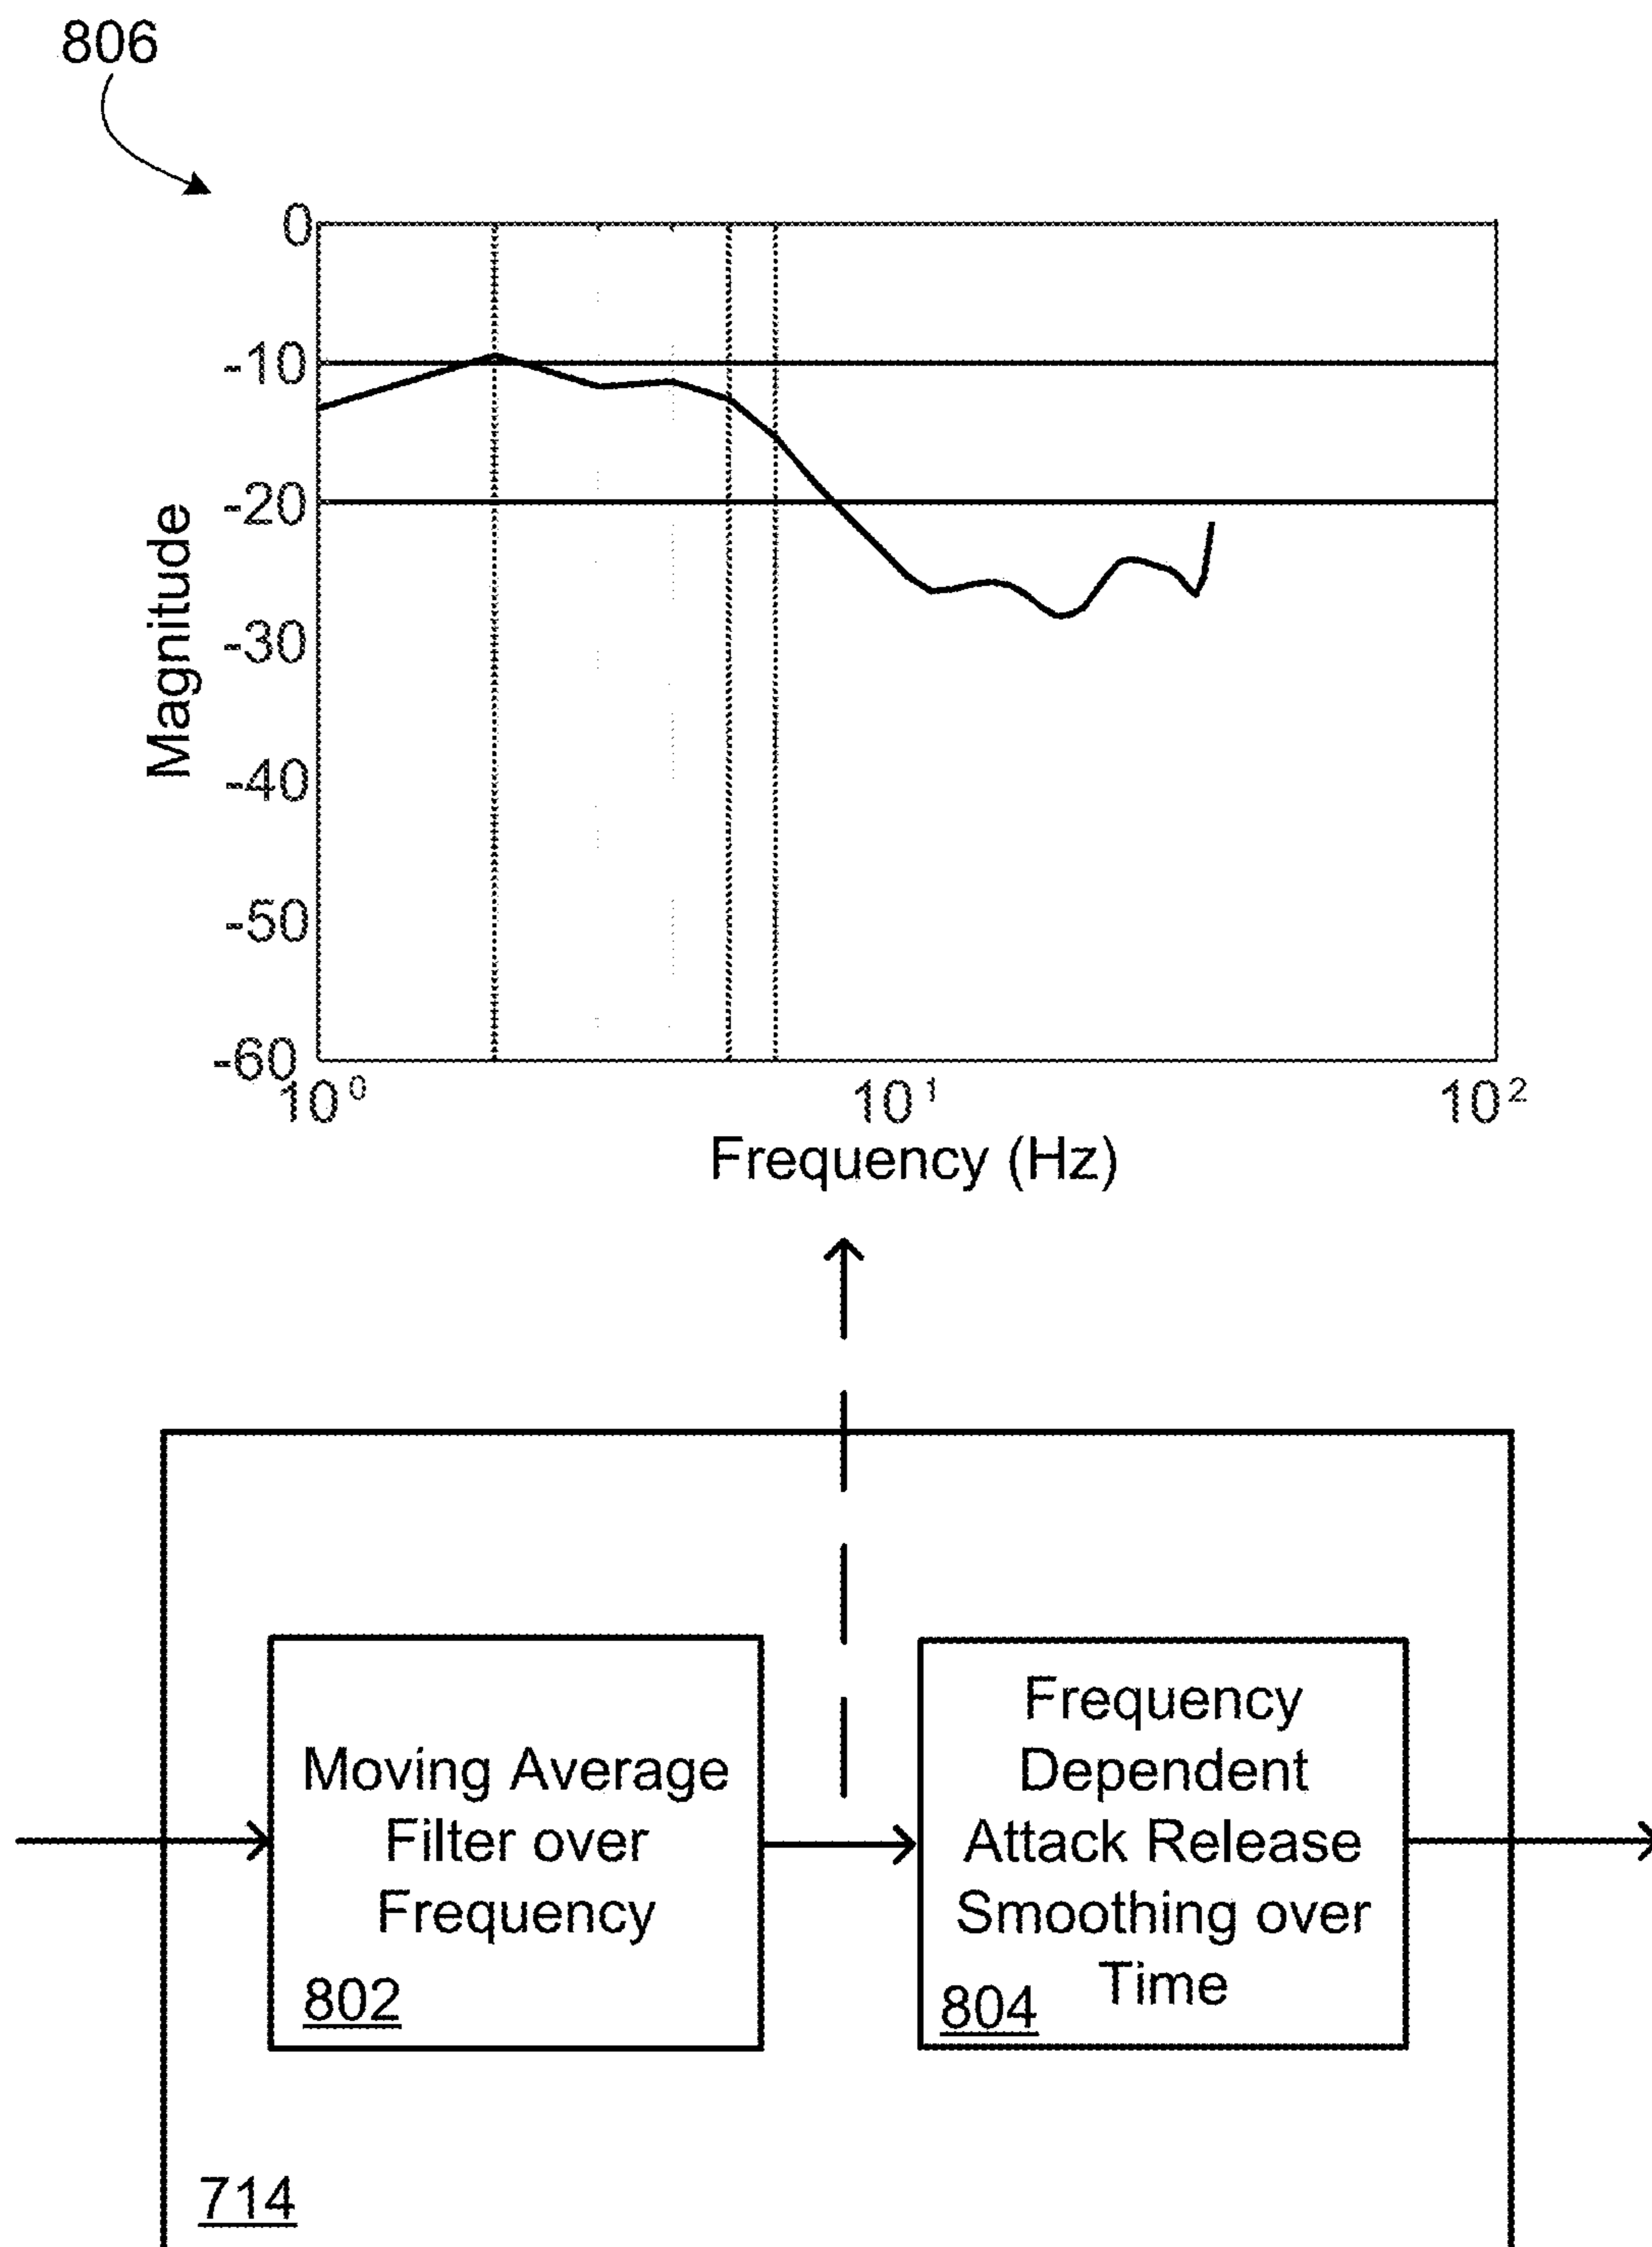 806
0
-10
-20
-30
-40
-50
-60
Magnitude
10⁰
10¹
10²
Frequency (Hz)
Moving Average
Filter over
Frequency
802
Frequency
Dependent
Attack Release
Smoothing over
Time
804
714